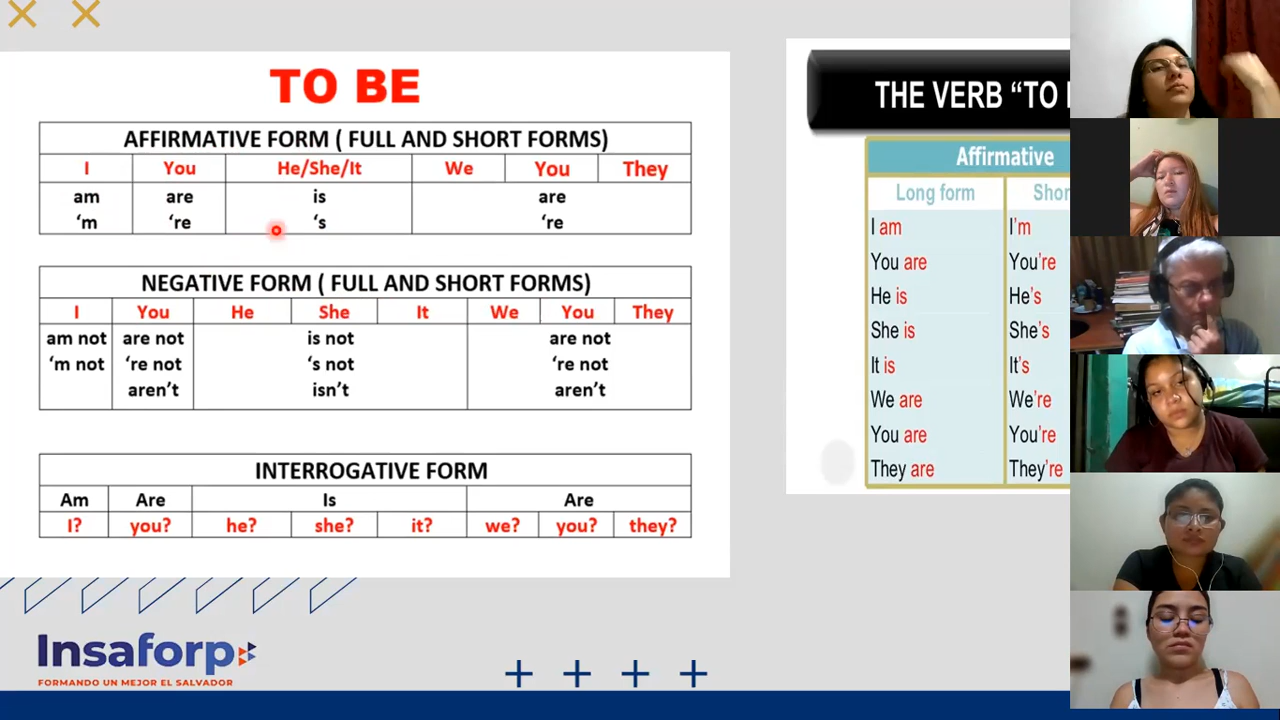 TO BE
AFFIRMATIVE FORM ( FULL AND SHORT FORMS)
I You He/She/It We You They
am are is are
‘m ‘re ‘s ‘re
NEGATIVE FORM ( FULL AND SHORT FORMS)
I You He She It We You They
am not are not is not are not
‘m not ‘re not ‘s not ‘re not
aren’t isn’t aren’t
INTERROGATIVE FORM
Am Are Is Are
I? you? he? she? it? we? you? they?
Insaforp
FORMANDO UN MEJOR EL SALVADOR
THE VERB “TO
Affirmative
Long form Shor
I am I’m
You are You’re
He is He’s
She is She’s
It is It’s
We are We’re
You are You’re
They are They’re